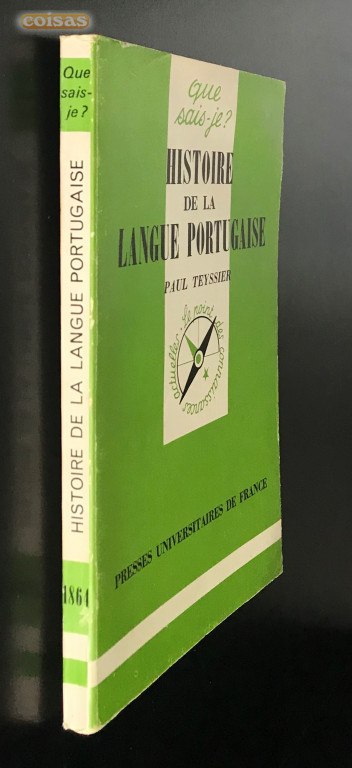 coisas
Que
sais-
je?
HISTOIRE DE LA LANGUE PORTUGAISE
1864
que
sais-je?
HISTOIRE
DE LA
LANGUE PORTUGAISE
PAUL TEYSSIER
le point des connaissances actuelles
PRESSES UNIVERSITAIRES DE FRANCE